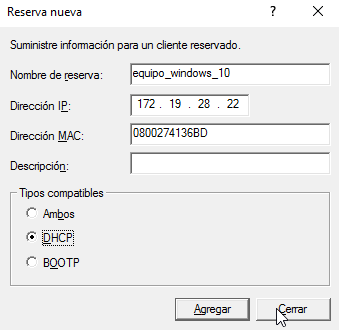 Reserva nueva
Suministre información para un cliente reservado.
Nombre de reserva: equipo_windows_10
Dirección IP: 172 . 19 . 28 . 22
Dirección MAC: 0800274136BD
Descripción:
Tipos compatibles
Ambos
DHCP
BOOTP
Agregar Cerrar